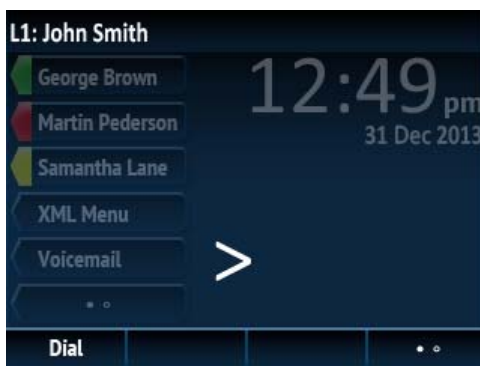 L1: John Smith
George Brown
12:49 pm
Martin Pederson
31 Dec 2013
Samantha Lane
XML Menu
Voicemail
>
Dial